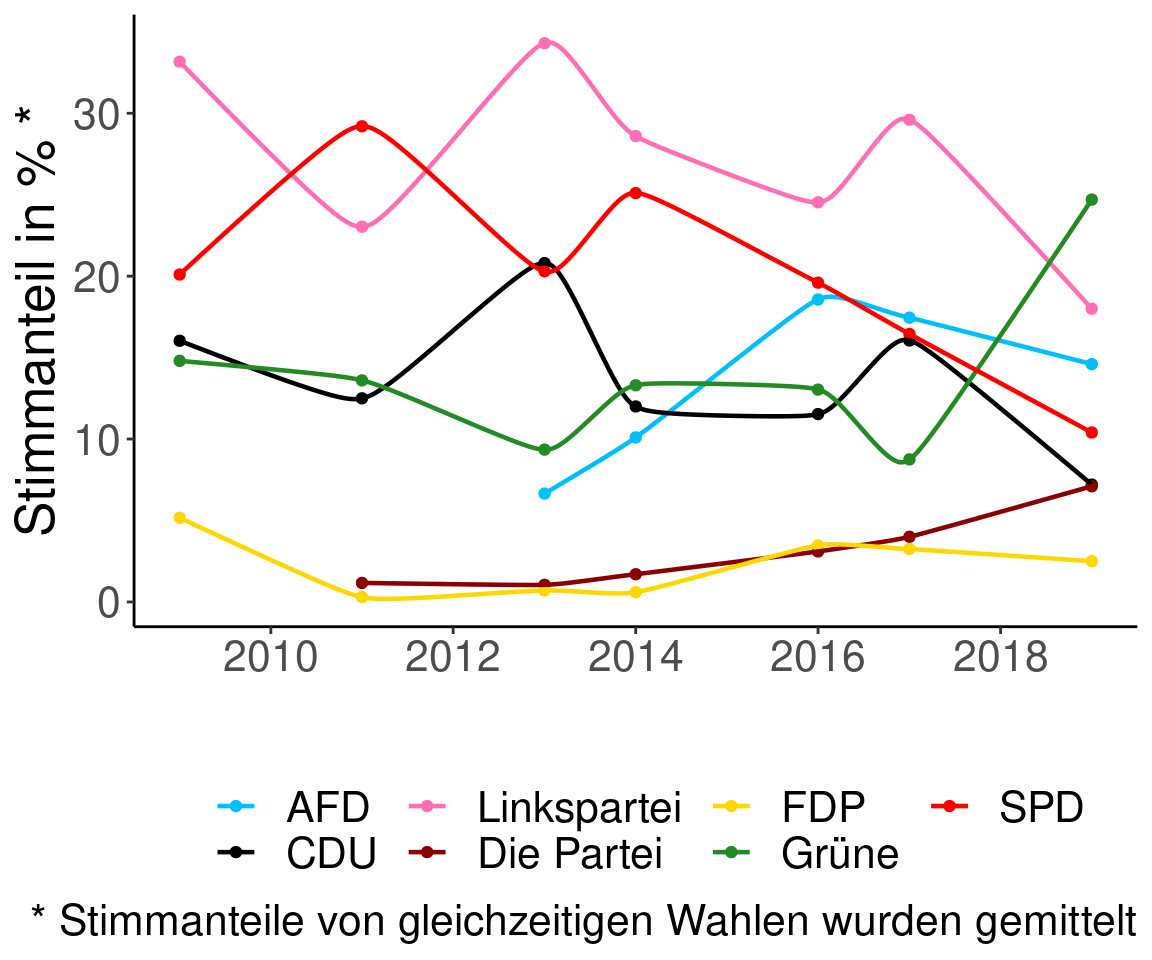 Stimmanteil in % *
30
20
10
0
2010 2012 2014 2016 2018
AFD Linkspartei FDP SPD
CDU Die Partei Grüne
* Stimmanteile von gleichzeitigen Wahlen wurden gemittelt